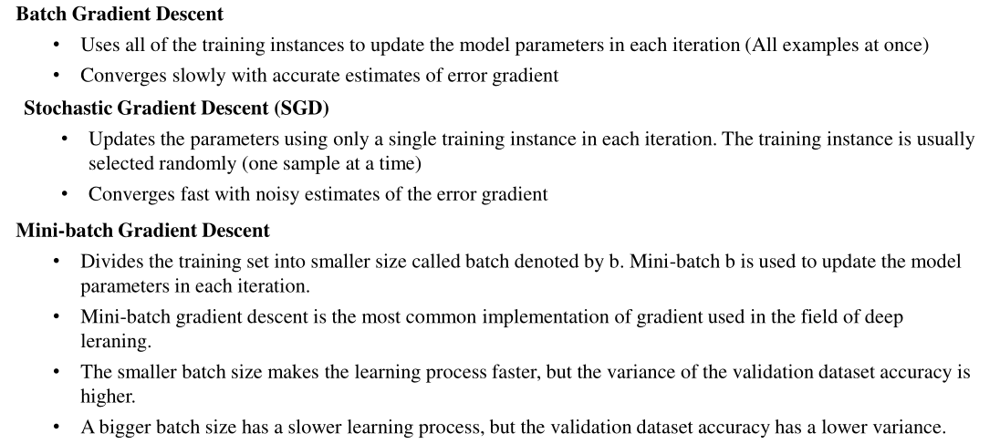 Batch Gradient Descent
• Uses all of the training instances to update the model parameters in each iteration (All examples at once)
• Converges slowly with accurate estimates of error gradient
Stochastic Gradient Descent (SGD)
• Updates the parameters using only a single training instance in each iteration. The training instance is usually
selected randomly (one sample at a time)
• Converges fast with noisy estimates of the error gradient
Mini-batch Gradient Descent
• Divides the training set into smaller size called batch denoted by b. Mini-batch b is used to update the model
parameters in each iteration.
• Mini-batch gradient descent is the most common implementation of gradient used in the field of deep
leraning.
• The smaller batch size makes the learning process faster, but the variance of the validation dataset accuracy is
higher.
• A bigger batch size has a slower learning process, but the validation dataset accuracy has a lower variance.